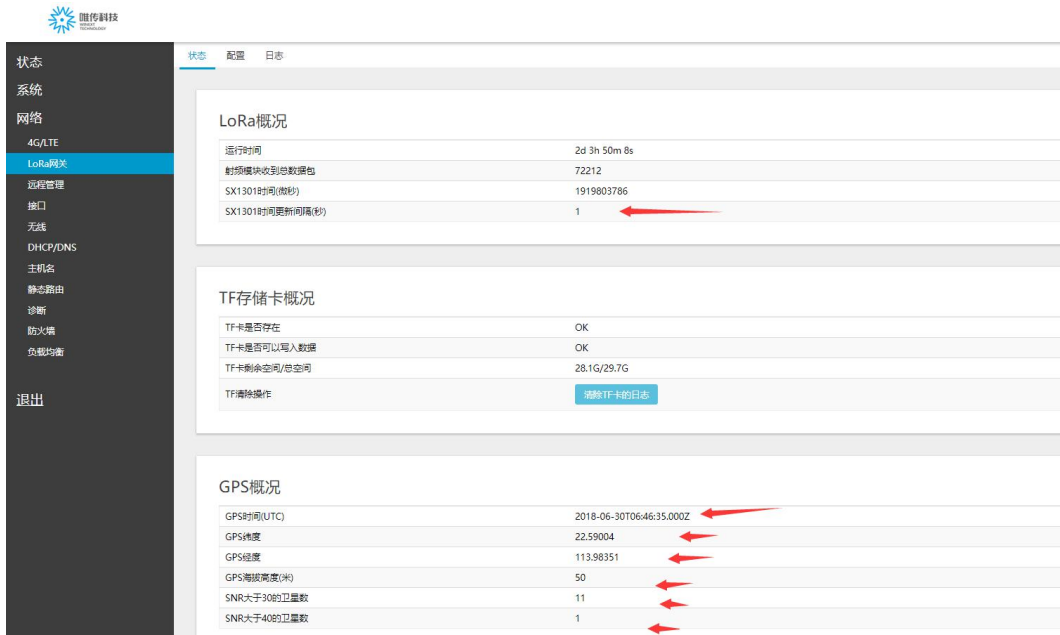 唯传科技
WINEXT
TECHNOLOGY
状态
系统
网络
4G/LTE
LoRa网关
远程管理
接口
无线
DHCP/DNS
主机名
静态路由
诊断
防火墙
负载均衡
退出
状态 配置 日志
LoRa概况
运行时间 2d 3h 50m 8s
射频模块收到总数据包 72212
SX1301时间(微秒) 1919803786
SX1301时间更新间隔(秒) 1
TF存储卡概况
TF卡是否存在 OK
TF卡是否可以写入数据 OK
TF卡剩余空间/总空间 28.1G/29.7G
TF清除操作 清除TF卡的日志
GPS概况
GPS时间(UTC) 2018-06-30T06:46:35.000Z
GPS纬度 22.59004
GPS经度 113.98351
GPS海拔高度(米) 50
SNR大于30的卫星数 11
SNR大于40的卫星数 1